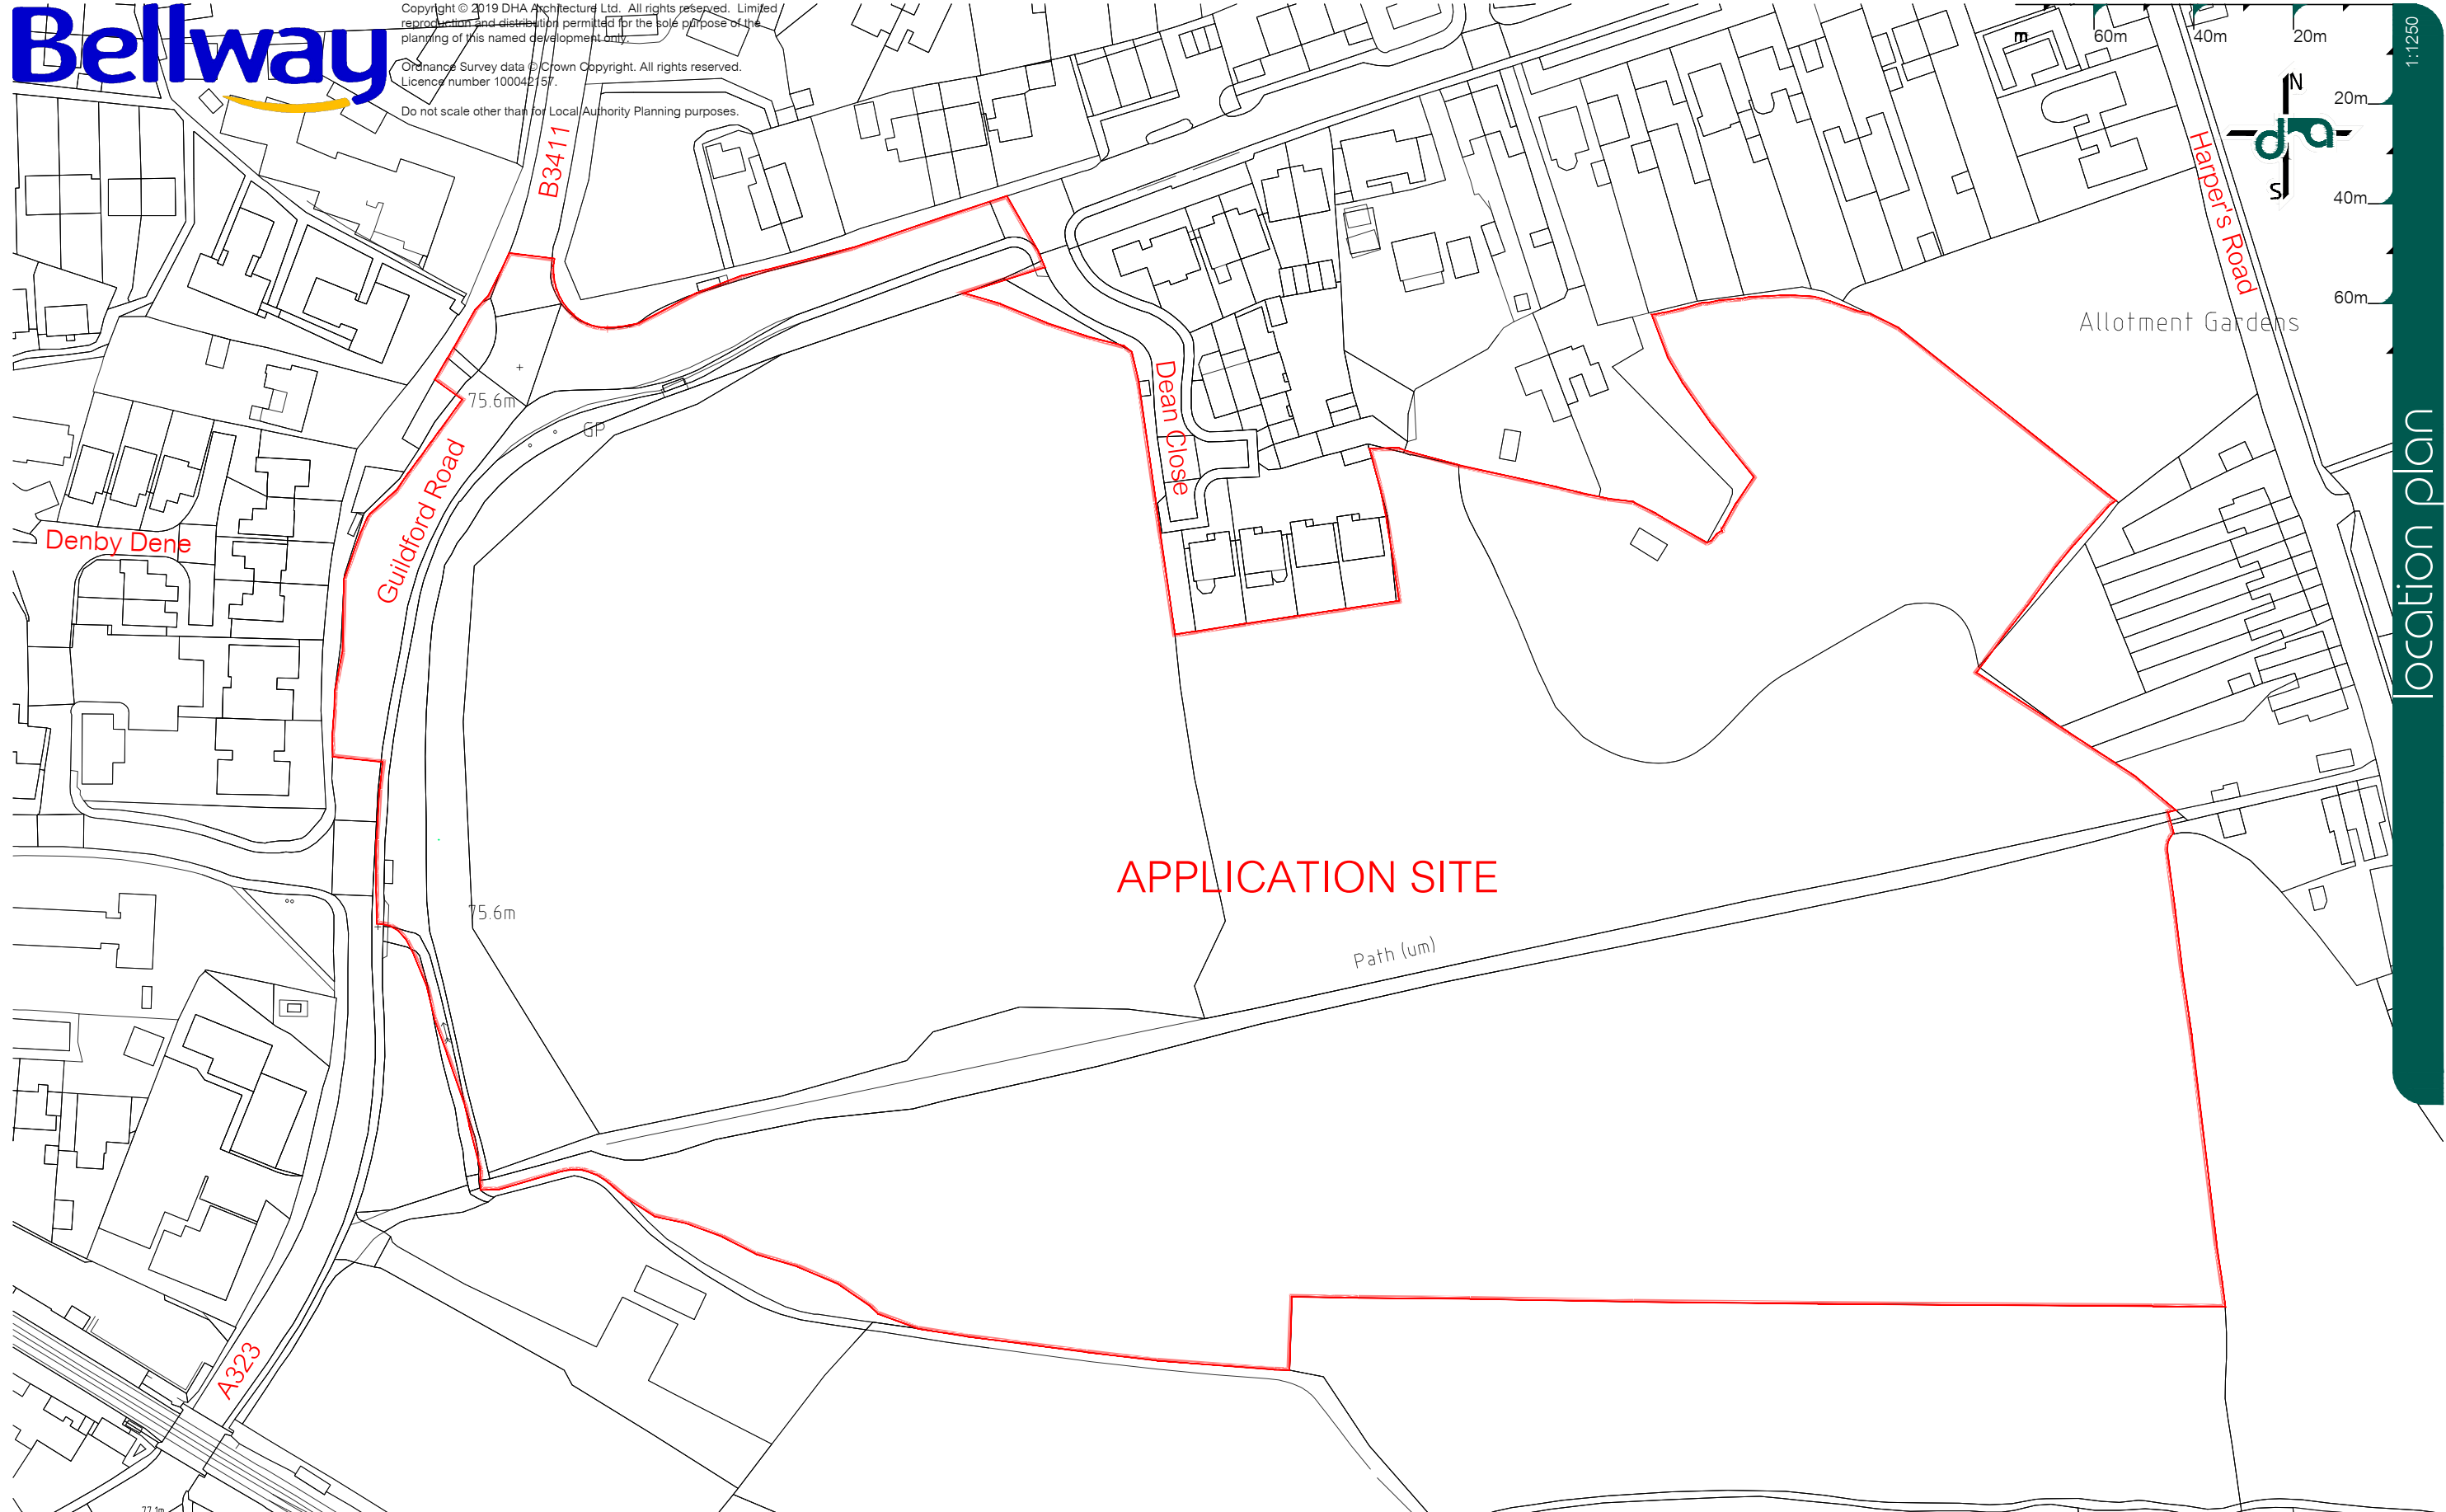 Bellway
Copyright © 2019 DHA Architecture Ltd.  All rights reserved.  Limited
reproduction and distribution permitted for the sole purpose of the
planning of this named development only.
Ordnance Survey data © Crown Copyright. All rights reserved.
Licence number 100042157.
Do not scale other than for Local Authority Planning purposes.
m
60m
40m
20m
1:1250
N
20m
dha
S
40m
60m
B3411
Harper's Road
Allotment Gardens
75.6m
GP
Dean Close
Guildford Road
Denby Dene
location plan
APPLICATION SITE
75.6m
Path (um)
A323
77.1m